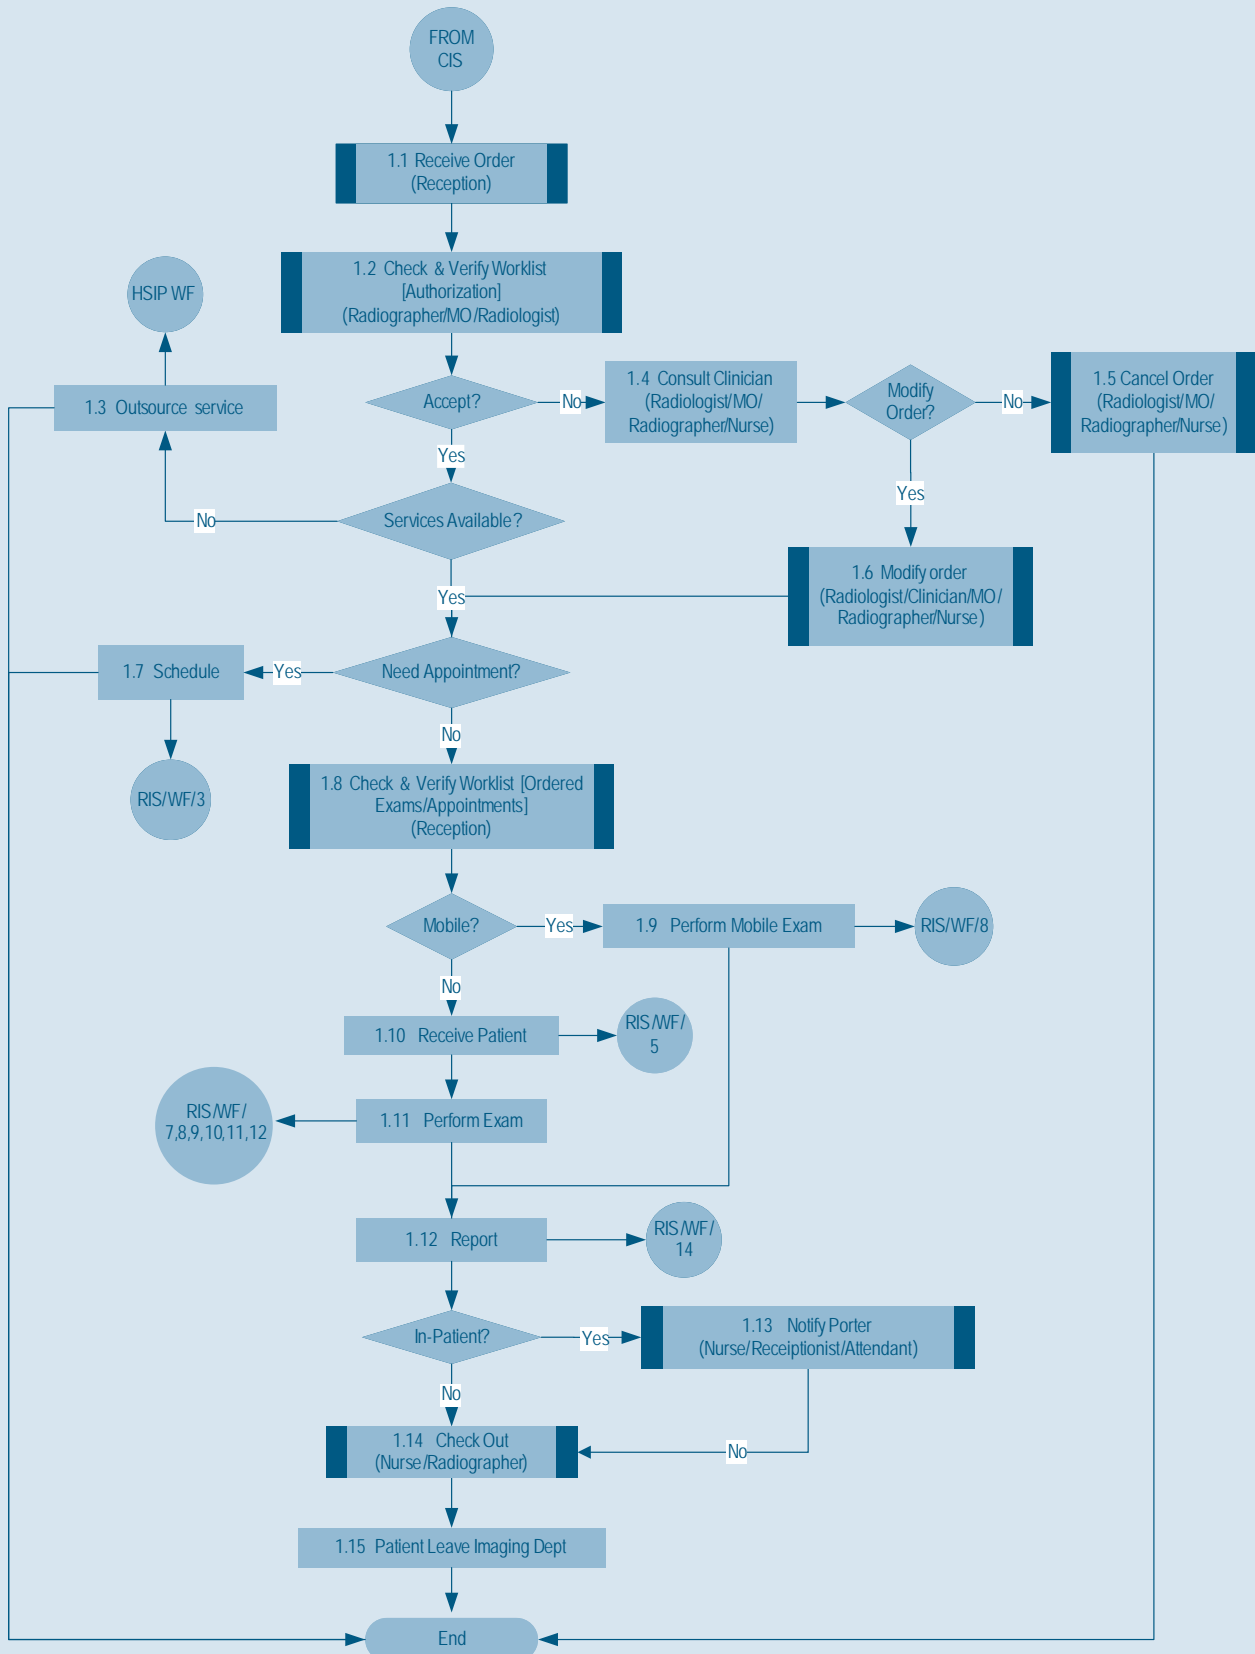 FROM
CIS
1.1 Receive Order
(Reception)
1.2 Check & Verify Worklist
[Authorization]
(Radiographer/MO/Radiologist)
HSIP WF
1.3 Outsource service
Accept?
No
1.4 Consult Clinician
(Radiologist/MO/
Radiographer/Nurse)
Modify
Order?
No
1.5 Cancel Order
(Radiologist/MO/
Radiographer/Nurse)
Yes
Yes
Services Available?
No
1.6 Modify order
(Radiologist/Clinician/MO/
Radiographer/Nurse)
Yes
1.7 Schedule
Yes
Need Appointment?
No
RIS/WF/3
1.8 Check & Verify Worklist [Ordered
Exams/Appointments]
(Reception)
Mobile?
Yes
1.9 Perform Mobile Exam
RIS/WF/8
No
1.10 Receive Patient
RIS/WF/
5
RIS/WF/
7,8,9,10,11,12
1.11 Perform Exam
1.12 Report
RIS/WF/
14
In-Patient?
Yes
1.13 Notify Porter
(Nurse/Receiptionist/Attendant)
No
1.14 Check Out
(Nurse/Radiographer)
No
1.15 Patient Leave Imaging Dept
End